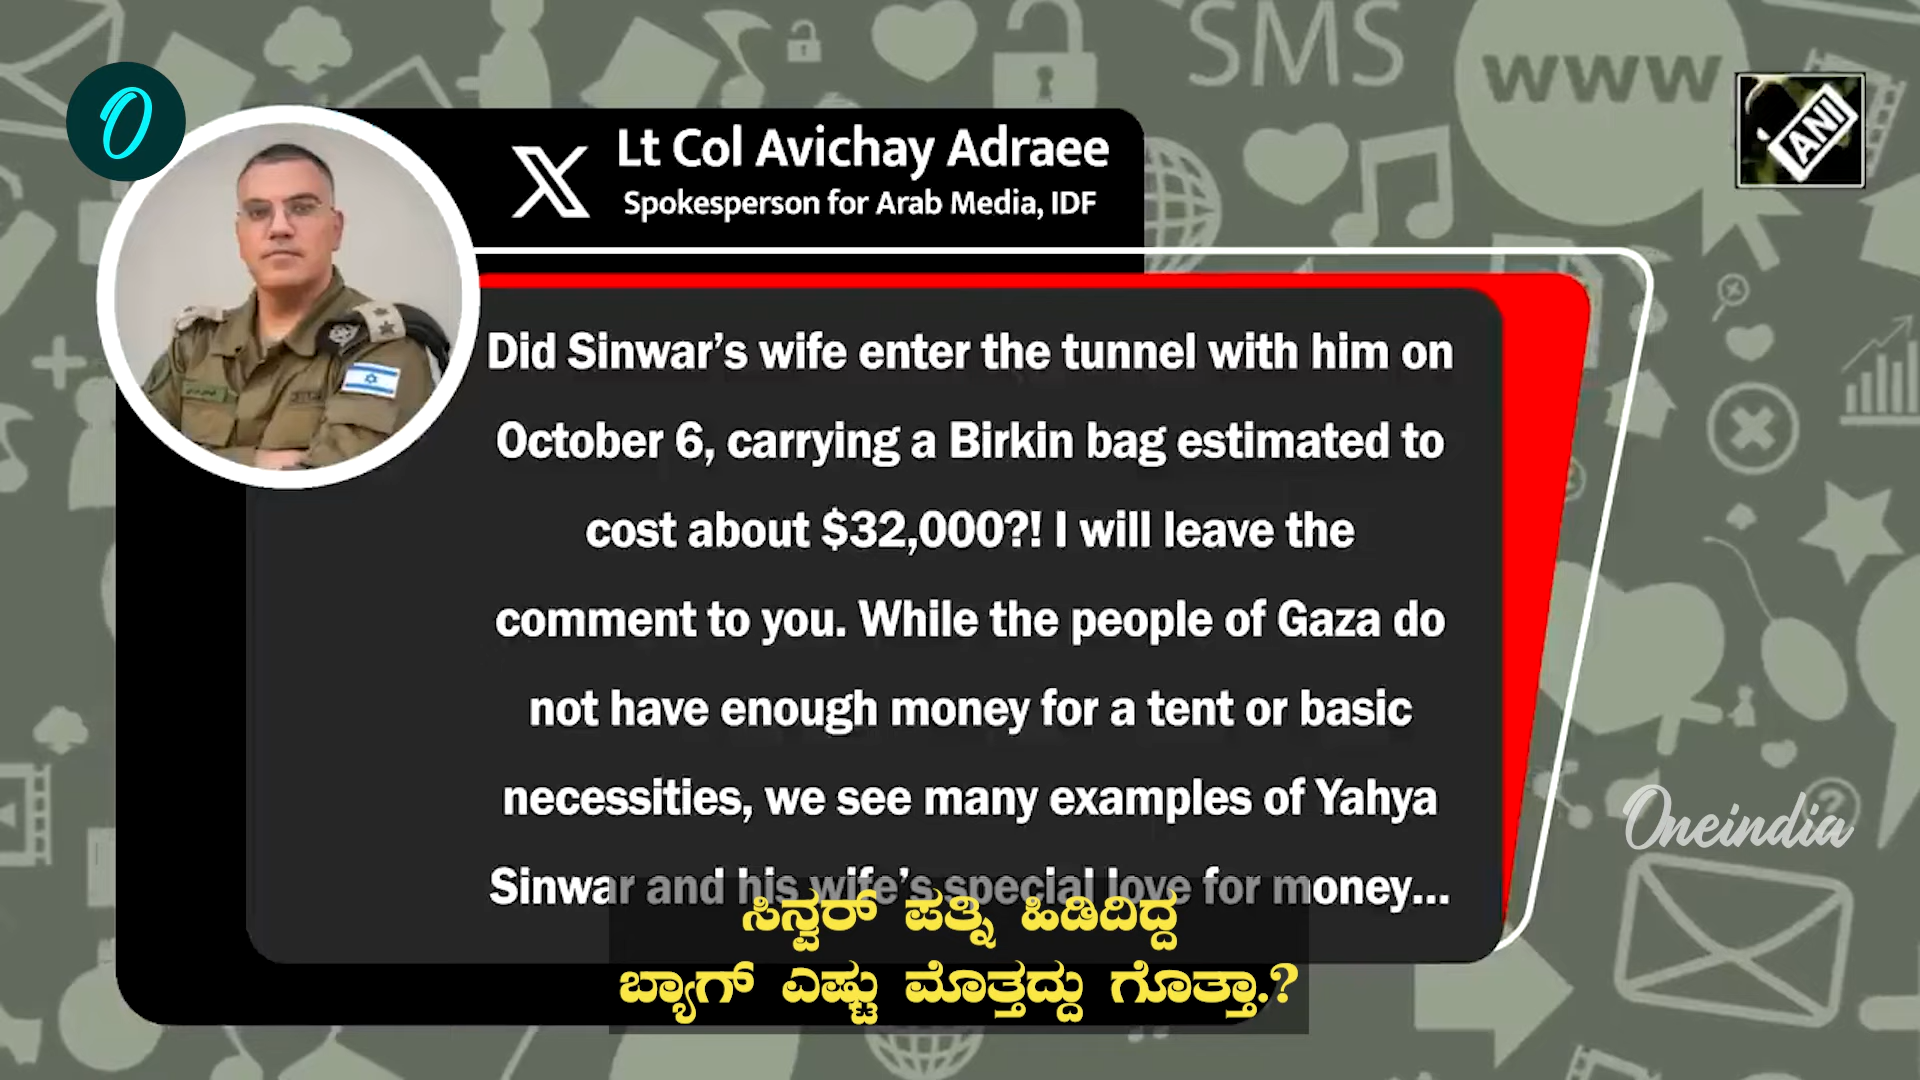 SMS
WWW
O
ANI
X
Lt Col Avichay Adraee
Spokesperson for Arab Media, IDF
Did Sinwar’s wife enter the tunnel with him on
October 6, carrying a Birkin bag estimated to
cost about $32,000?! I will leave the
comment to you. While the people of Gaza do
not have enough money for a tent or basic
necessities, we see many examples of Yahya
Sinwar and his wife’s special love for money...
Oneindia
ಸಿನ್ವರ್ ಪತ್ನಿ ಹಿಡಿದಿದ್ದ
ಬ್ಯಾಗ್ ಎಷ್ಟು ಮೊತ್ತದ್ದು ಗೊತ್ತಾ.?